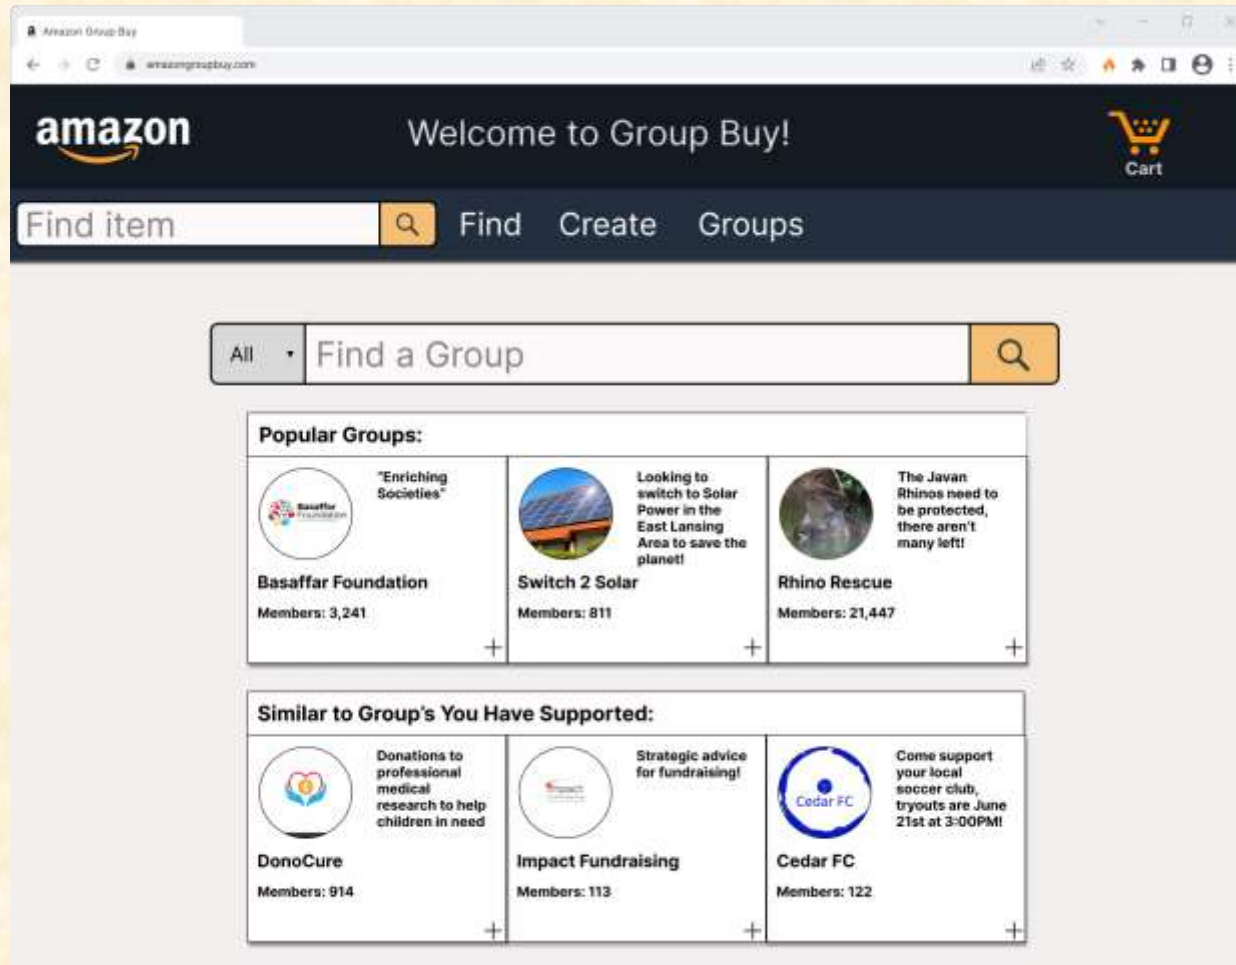 Amazon Group Buy
amazongroupbuy.com
amazon
Welcome to Group Buy!
Cart
Find item
Find
Create
Groups
All
Find a Group
Popular Groups:
Basaffar
Foundation
"Enriching
Societies"
Basaffar Foundation
Members: 3,241
Looking to
switch to Solar
Power in the
East Lansing
Area to save the
planet!
Switch 2 Solar
Members: 811
The Javan
Rhinos need to
be protected,
there aren't
many left!
Rhino Rescue
Members: 21,447
Similar to Group's You Have Supported:
Donations to
professional
medical
research to help
children in need
DonoCure
Members: 914
Impact
Strategic advice
for fundraising!
Impact Fundraising
Members: 113
Cedar FC
Come support
your local
soccer club,
tryouts are June
21st at 3:00PM!
Cedar FC
Members: 122